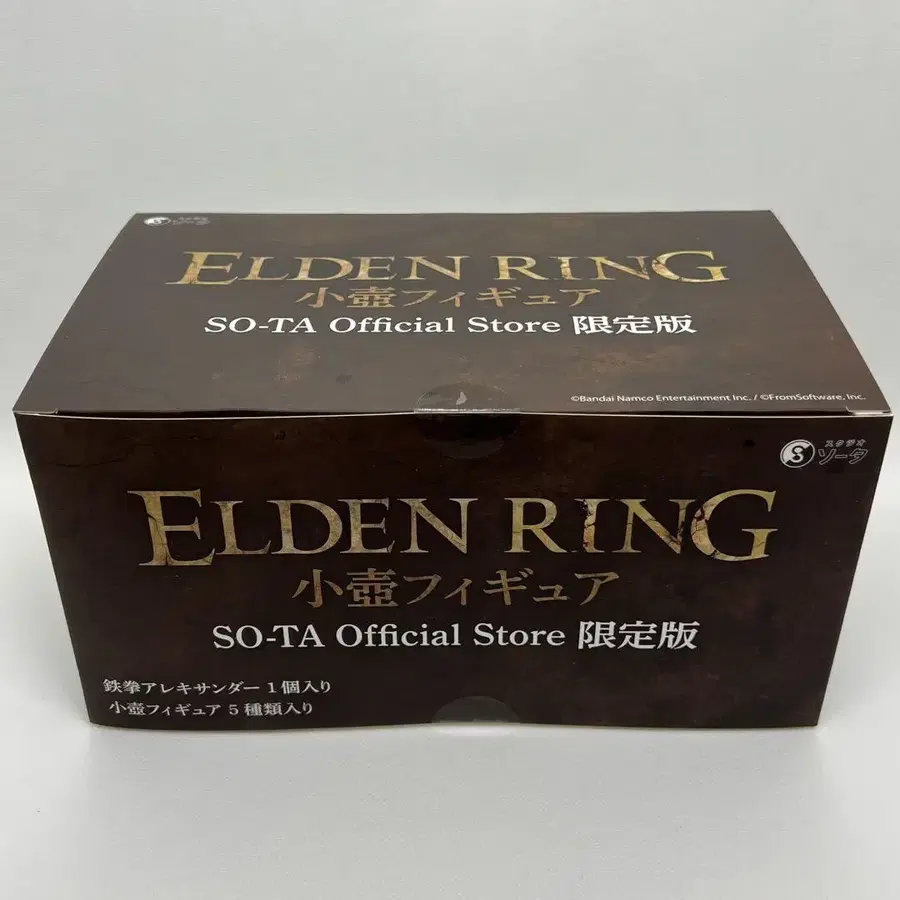 スタジオ
ソータ
ELDEN RING
小壺フィギュア
SO-TA Official Store 限定版
©Bandai Namco Entertainment Inc. / ©FromSoftware, Inc.
スタジオ
ソータ
ELDEN RING
小壺フィギュア
SO-TA Official Store 限定版
鉄拳アレキサンダー 1個入り
小壺フィギュア 5種類入り